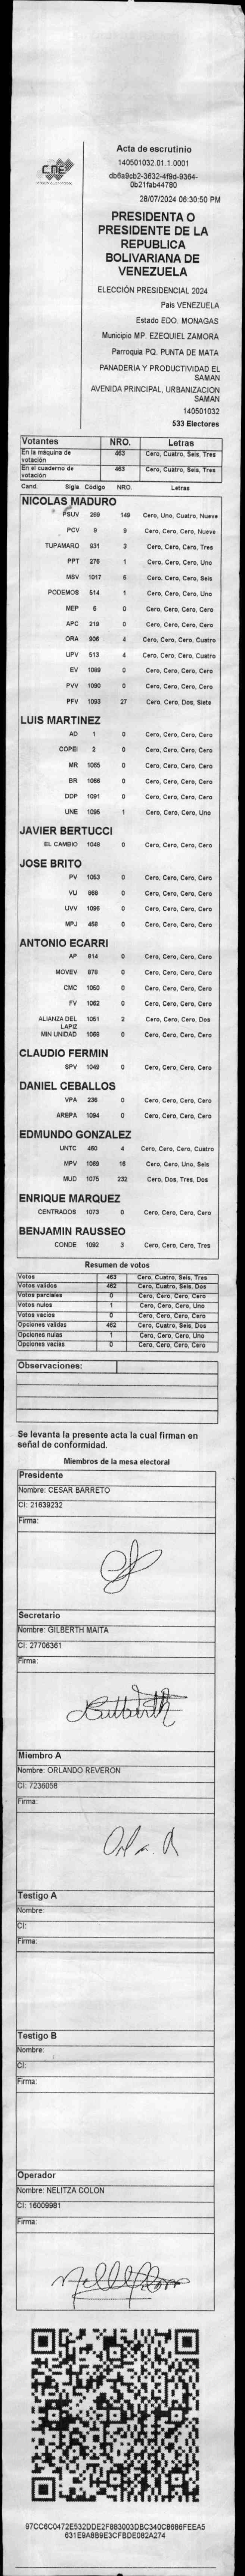 CNE
Acta de escrutinio
140501032.01.1.0001
db6a9cb2-3632-4f9d-9364-
0b21fab44760
28/07/2024 06:30:50 PM
PRESIDENTA O
PRESIDENTE DE LA
REPUBLICA
BOLIVARIANA DE
VENEZUELA
ELECCIÓN PRESIDENCIAL 2024
Pais VENEZUELA
Estado EDO. MONAGAS
Municipio MP. EZEQUIEL ZAMORA
Parroquia PQ. PUNTA DE MATA
PANADERIA Y PRODUCTIVIDAD EL
SAMAN
AVENIDA PRINCIPAL, URBANIZACION
SAMAN
140501032
533 Electores
Votantes NRO. Letras
En la máquina de votación 463 Cero, Cuatro, Seis, Tres
En el cuaderno de votación 463 Cero, Cuatro, Seis, Tres
Cand. Sigla Código NRO. Letras
NICOLAS MADURO
PSUV 269 149 Cero, Uno, Cuatro, Nueve
PCV 9 9 Cero, Cero, Cero, Nueve
TUPAMARO 931 3 Cero, Cero, Cero, Tres
PPT 276 1 Cero, Cero, Cero, Uno
MSV 1017 6 Cero, Cero, Cero, Seis
PODEMOS 514 1 Cero, Cero, Cero, Uno
MEP 6 0 Cero, Cero, Cero, Cero
APC 219 0 Cero, Cero, Cero, Cero
ORA 906 4 Cero, Cero, Cero, Cuatro
UPV 513 4 Cero, Cero, Cero, Cuatro
EV 1089 0 Cero, Cero, Cero, Cero
PVV 1090 0 Cero, Cero, Cero, Cero
PFV 1093 27 Cero, Cero, Dos, Siete
LUIS MARTINEZ
AD 1 0 Cero, Cero, Cero, Cero
COPEI 2 0 Cero, Cero, Cero, Cero
MR 1065 0 Cero, Cero, Cero, Cero
BR 1066 0 Cero, Cero, Cero, Cero
DDP 1091 0 Cero, Cero, Cero, Cero
UNE 1095 1 Cero, Cero, Cero, Uno
JAVIER BERTUCCI
EL CAMBIO 1048 0 Cero, Cero, Cero, Cero
JOSE BRITO
PV 1053 0 Cero, Cero, Cero, Cero
VU 868 0 Cero, Cero, Cero, Cero
UVV 1096 0 Cero, Cero, Cero, Cero
MPJ 458 0 Cero, Cero, Cero, Cero
ANTONIO ECARRI
AP 914 0 Cero, Cero, Cero, Cero
MOVEV 879 0 Cero, Cero, Cero, Cero
CMC 1050 0 Cero, Cero, Cero, Cero
FV 1062 0 Cero, Cero, Cero, Cero
ALIANZA DEL LAPIZ 1051 2 Cero, Cero, Cero, Dos
MIN UNIDAD 1068 0 Cero, Cero, Cero, Cero
CLAUDIO FERMIN
SPV 1049 0 Cero, Cero, Cero, Cero
DANIEL CEBALLOS
VPA 236 0 Cero, Cero, Cero, Cero
AREPA 1094 0 Cero, Cero, Cero, Cero
EDMUNDO GONZALEZ
UNTC 460 4 Cero, Cero, Cero, Cuatro
MPV 1069 16 Cero, Cero, Uno, Seis
MUD 1075 232 Cero, Dos, Tres, Dos
ENRIQUE MARQUEZ
CENTRADOS 1073 0 Cero, Cero, Cero, Cero
BENJAMIN RAUSSEO
CONDE 1092 3 Cero, Cero, Cero, Tres
Resumen de votos
Votos 463 Cero, Cuatro, Seis, Tres
Votos validos 462 Cero, Cuatro, Seis, Dos
Votos parciales 0 Cero, Cero, Cero, Cero
Votos nulos 1 Cero, Cero, Cero, Uno
Votos vacios 0 Cero, Cero, Cero, Cero
Opciones validas 462 Cero, Cuatro, Seis, Dos
Opciones nulas 1 Cero, Cero, Cero, Uno
Opciones vacias 0 Cero, Cero, Cero, Cero
Observaciones:
Se levanta la presente acta la cual firman en
señal de conformidad.
Miembros de la mesa electoral
Presidente
Nombre: CESAR BARRETO
CI: 21639232
Firma:
Secretario
Nombre: GILBERTH MAITA
CI: 27706361
Firma:
Miembro A
Nombre: ORLANDO REVERON
CI: 7236058
Firma:
Testigo A
Nombre:
CI:
Firma:
Testigo B
Nombre:
CI:
Firma:
Operador
Nombre: NELITZA COLON
CI: 16009981
Firma:
97CC6C0472E532DDE2F883003DBC340C8686FEEA5
631E9A8B9E3CFBDE082A274